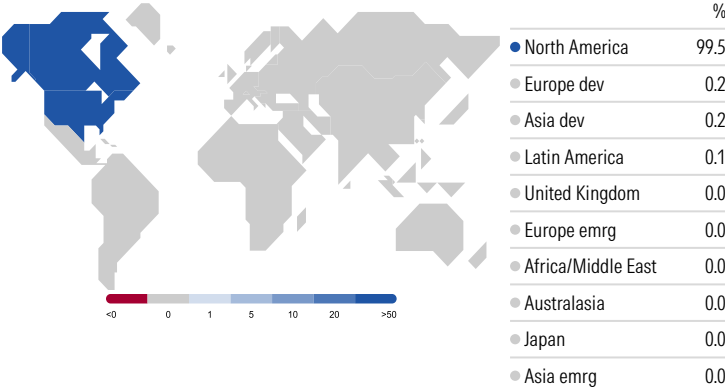 %
North America 99.5
Europe dev 0.2
Asia dev 0.2
Latin America 0.1
United Kingdom 0.0
Europe emrg 0.0
Africa/Middle East 0.0
Australasia 0.0
Japan 0.0
Asia emrg 0.0
<0 0 1 5 10 20 >50